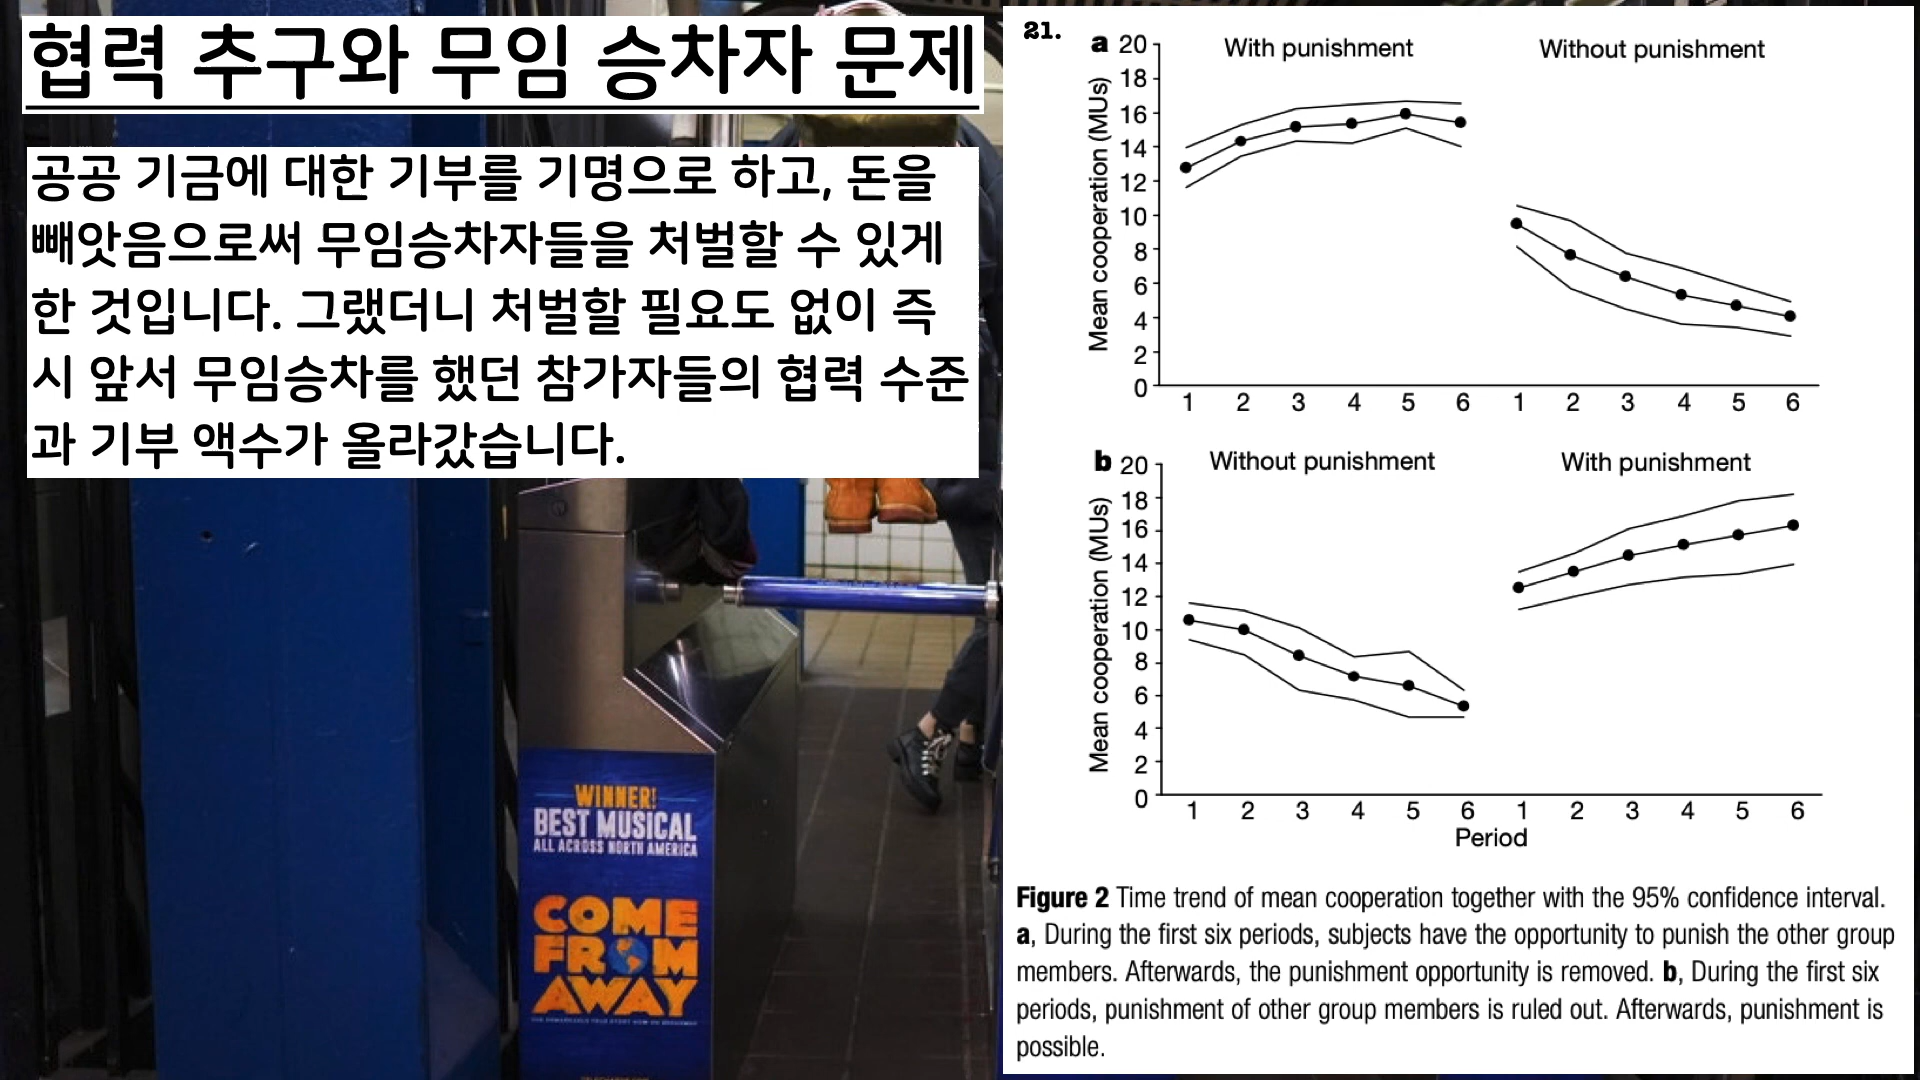 협력 추구와 무임 승차자 문제
공공 기금에 대한 기부를 기명으로 하고, 돈을
빼앗음으로써 무임승차자들을 처벌할 수 있게
한 것입니다. 그랬더니 처벌할 필요도 없이 즉
시 앞서 무임승차를 했던 참가자들의 협력 수준
과 기부 액수가 올라갔습니다.
WINNER!
BEST MUSICAL
ALL ACROSS NORTH AMERICA
COME
FROM
AWAY
21.
a
With punishment
Without punishment
Mean cooperation (MUs)
20
18
16
14
12
10
8
6
4
2
0
1 2 3 4 5 6 1 2 3 4 5 6
b
Without punishment
With punishment
Mean cooperation (MUs)
20
18
16
14
12
10
8
6
4
2
0
1 2 3 4 5 6 1 2 3 4 5 6
Period
Figure 2 Time trend of mean cooperation together with the 95% confidence interval.
a, During the first six periods, subjects have the opportunity to punish the other group
members. Afterwards, the punishment opportunity is removed. b, During the first six
periods, punishment of other group members is ruled out. Afterwards, punishment is
possible.